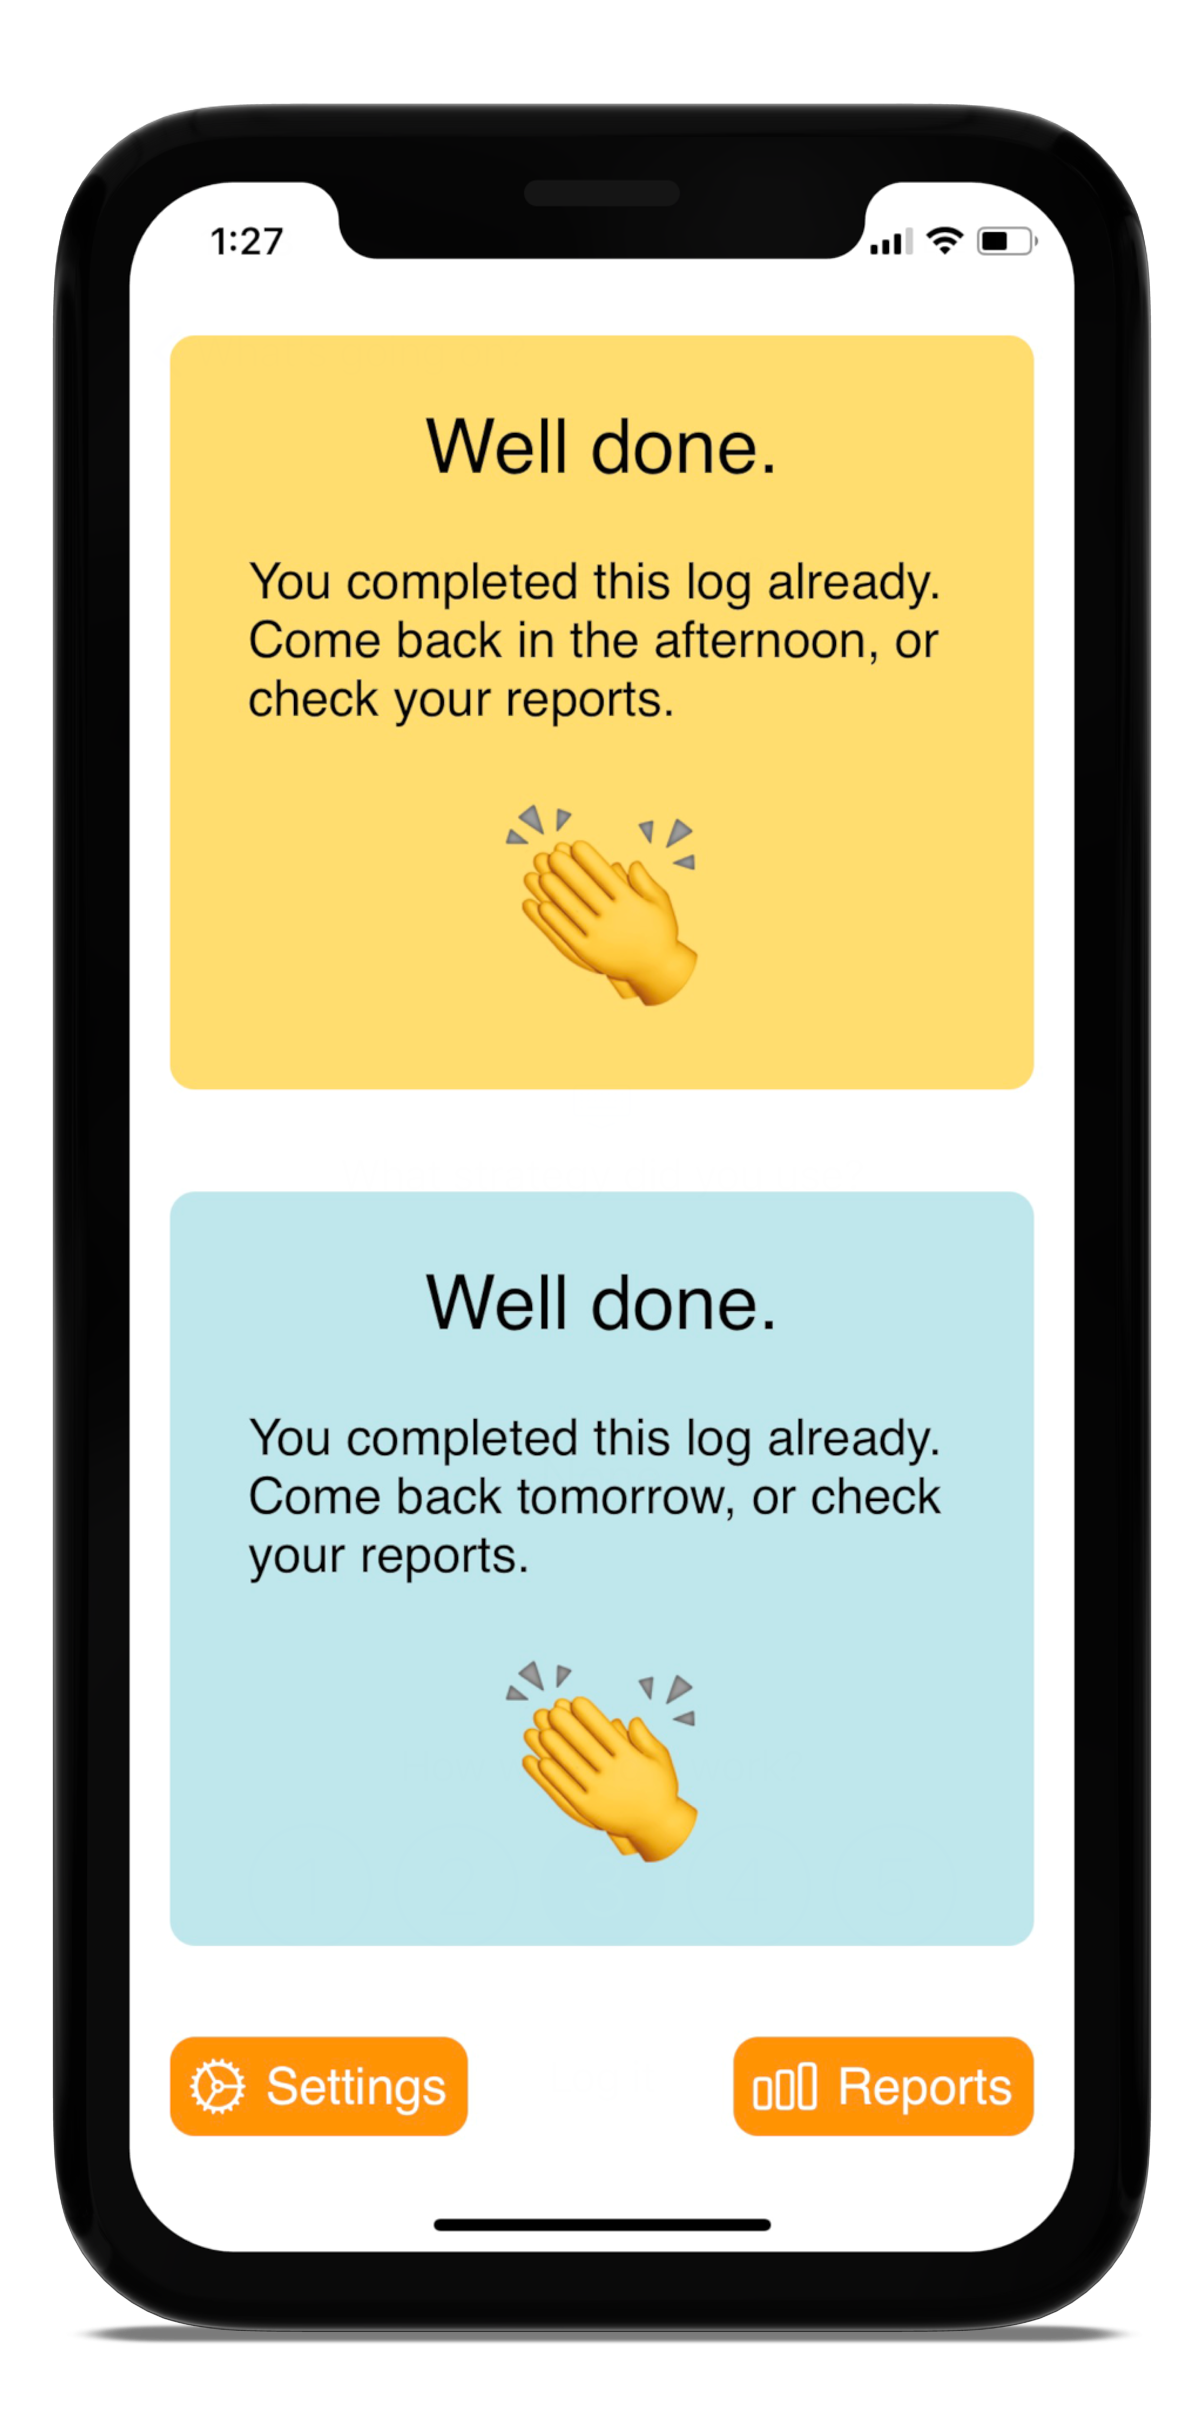 1:27
Well done.
You completed this log already.
Come back in the afternoon, or
check your reports.
Well done.
You completed this log already.
Come back tomorrow, or check
your reports.
Settings
Reports